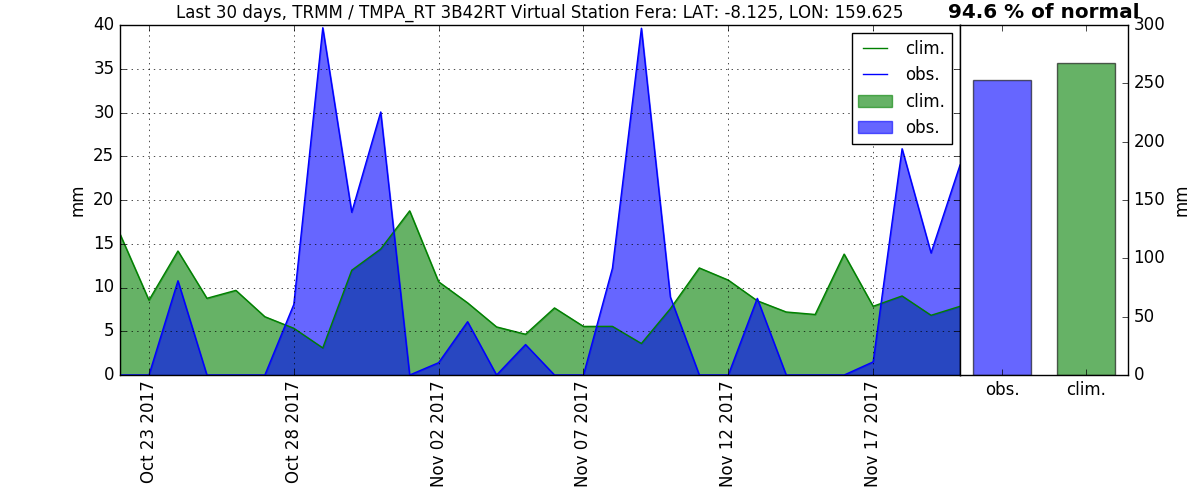 Last 30 days, TRMM / TMPA_RT 3B42RT Virtual Station Fera: LAT: -8.125, LON: 159.625
94.6 % of normal
40
35
30
25
20
15
10
5
0
mm
clim.
obs.
clim.
obs.
300
250
200
150
100
50
0
mm
obs.
clim.
Oct 23 2017
Oct 28 2017
Nov 02 2017
Nov 07 2017
Nov 12 2017
Nov 17 2017